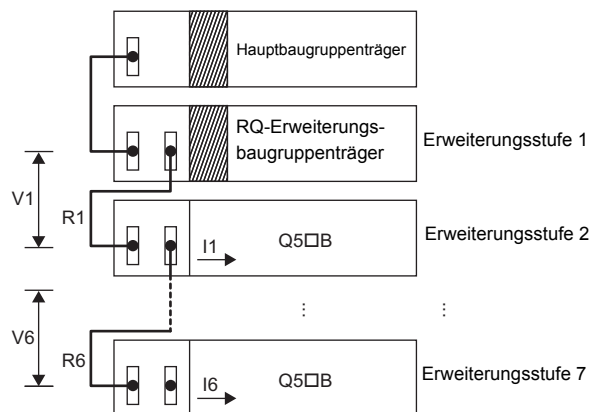 Hauptbaugruppenträger
RQ-Erweiterungs-
baugruppenträger
Erweiterungsstufe 1
V1
R1
I1
Q5□B
Erweiterungsstufe 2
⋮
⋮
V6
R6
I6
Q5□B
Erweiterungsstufe 7